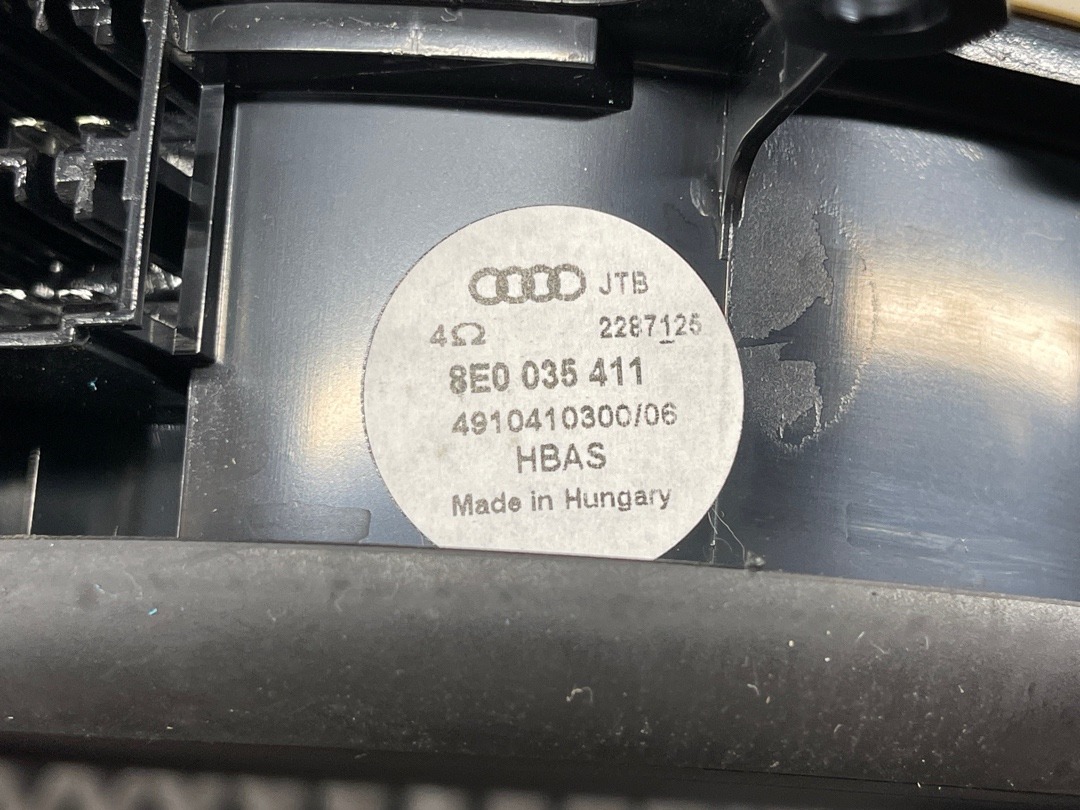 JTB
4Ω 2287125
8E0 035 411
4910410300/06
HBAS
Made in Hungary